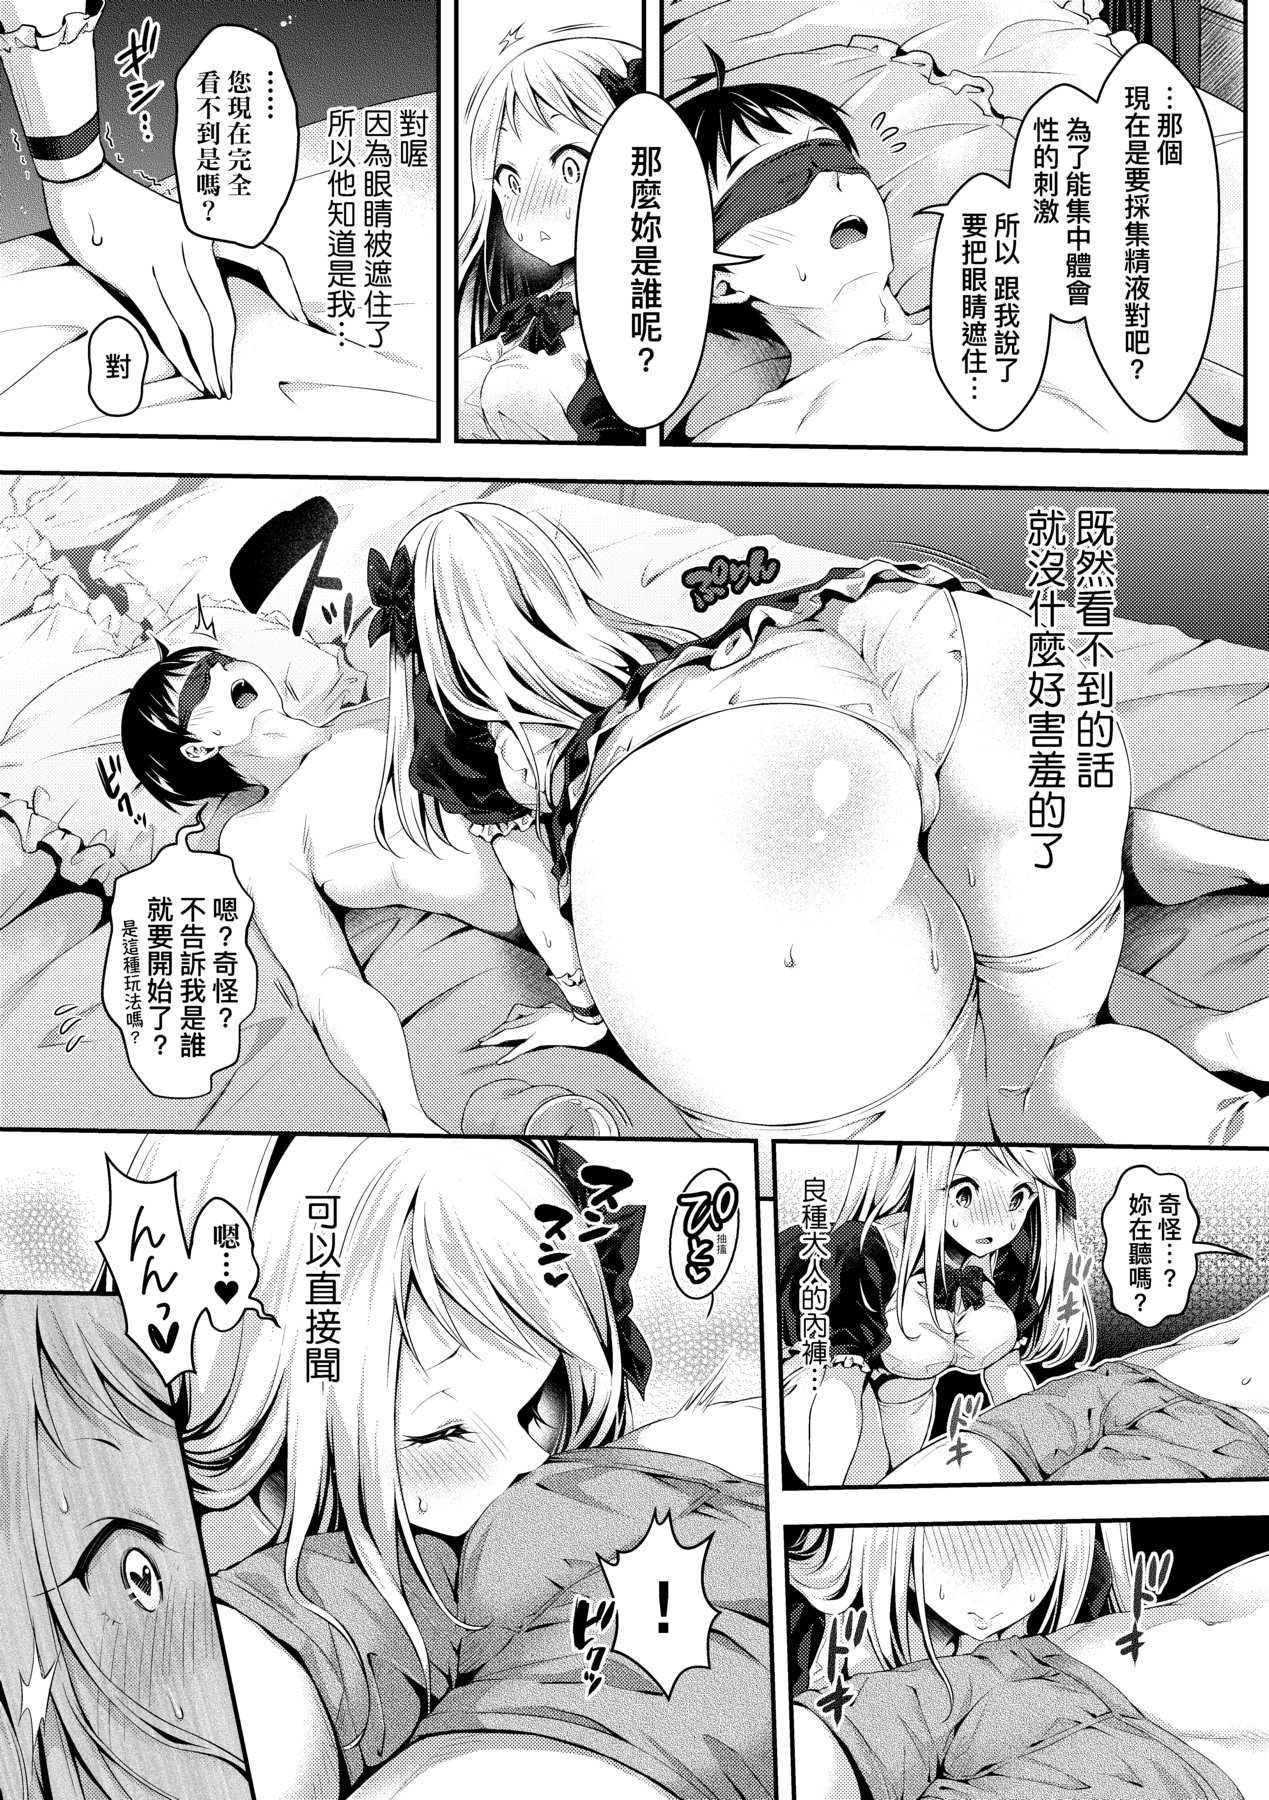 …那個
現在是要採集精液對吧？
為了能集中體會
性的刺激
所以 跟我說了
要把眼睛遮住…
那麼妳是誰呢？
對喔
因為眼睛被遮住了
所以他知道是我…
……
您現在完全
看不到是嗎？
ボシ…
對
既然看不到的話
就沒什麼好害羞的了
ぷりん
ヌ
ビク
嗯？奇怪？
不告訴我是誰
就要開始了？
是這種玩法嗎？
奇怪…？
妳在聽嗎？
良種大人的內褲…
ドキ
ドキ
ドキ
ぴと♡
抽搐
スン
スン
可以直接聞
！
ビクッ
嗯…♥
んんっ♡